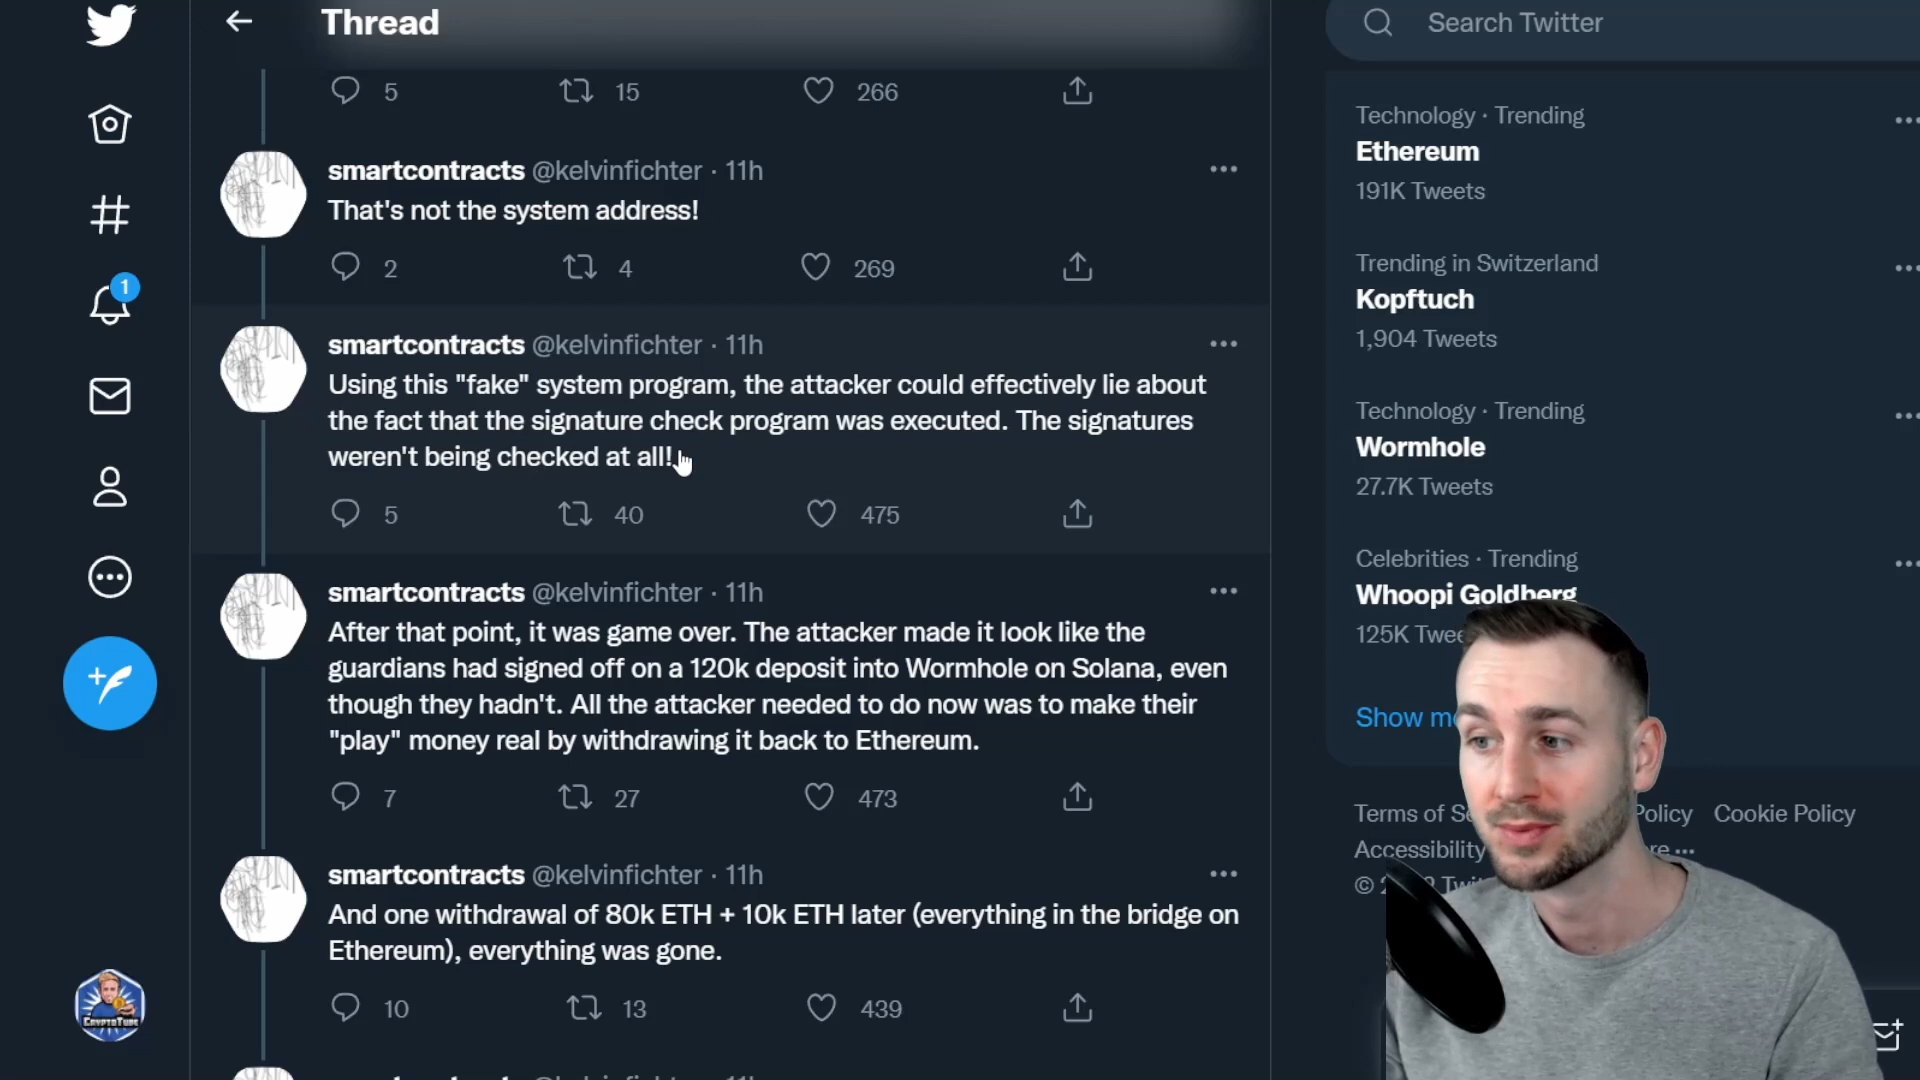 Thread
Search Twitter
5 15 266
smartcontracts @kelvinfichter · 11h
That's not the system address!
2 4 269
smartcontracts @kelvinfichter · 11h
Using this "fake" system program, the attacker could effectively lie about
the fact that the signature check program was executed. The signatures
weren't being checked at all!
5 40 475
smartcontracts @kelvinfichter · 11h
After that point, it was game over. The attacker made it look like the
guardians had signed off on a 120k deposit into Wormhole on Solana, even
though they hadn't. All the attacker needed to do now was to make their
"play" money real by withdrawing it back to Ethereum.
7 27 473
smartcontracts @kelvinfichter · 11h
And one withdrawal of 80k ETH + 10k ETH later (everything in the bridge on
Ethereum), everything was gone.
10 13 439
Technology · Trending
Ethereum
191K Tweets
Trending in Switzerland
Kopftuch
1,904 Tweets
Technology · Trending
Wormhole
27.7K Tweets
Celebrities · Trending
Whoopi Goldberg
125K
Show
Terms of Policy Cookie Policy
Accessibility
©
1
CRYPTOTUBE